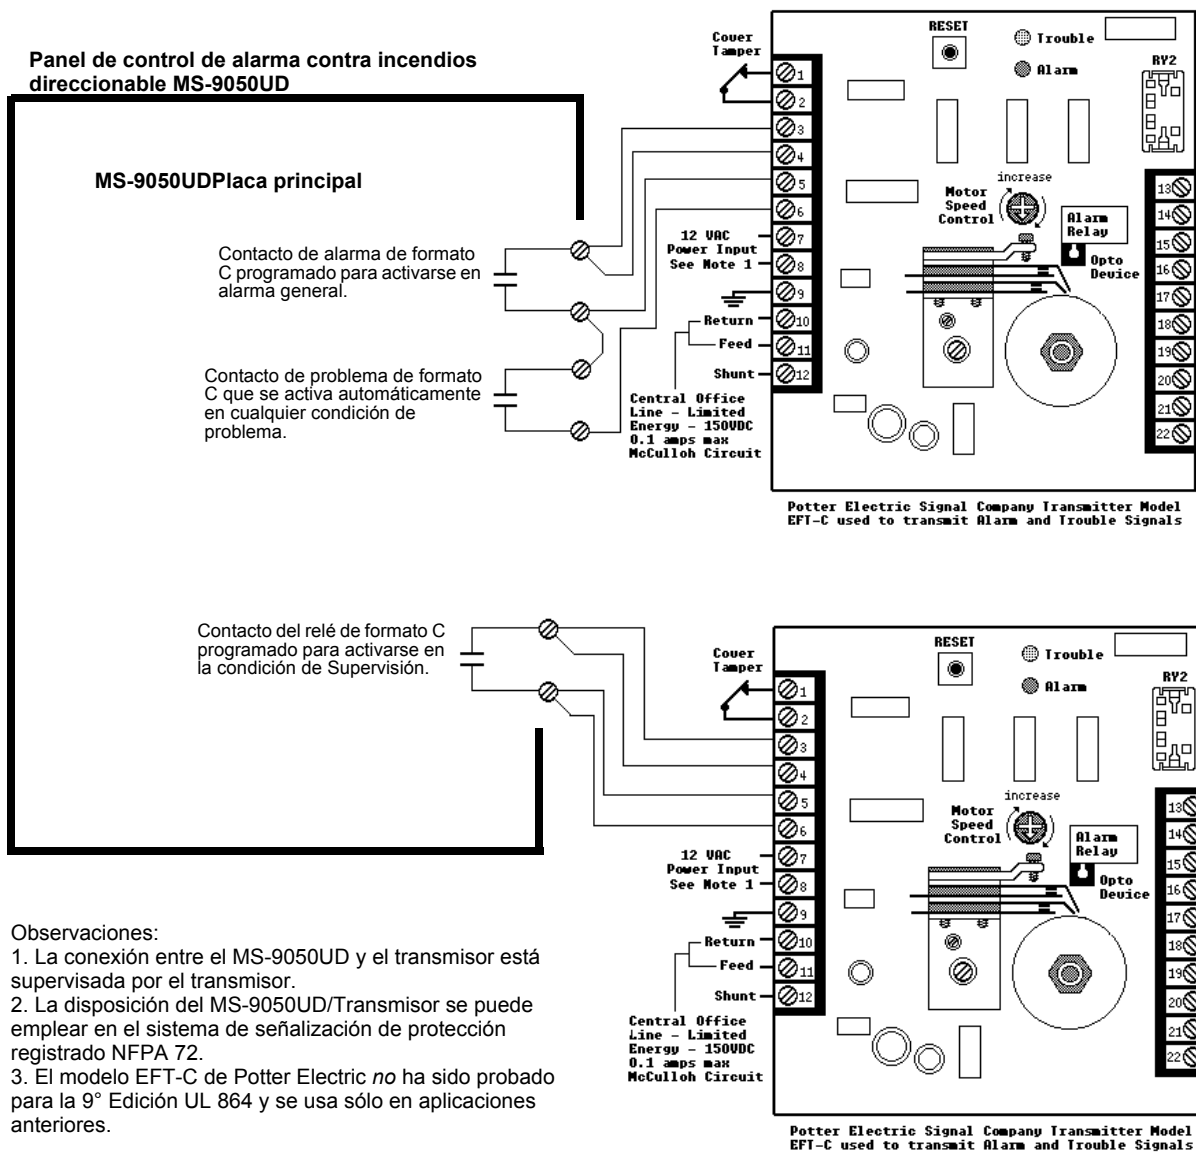 Panel de control de alarma contra incendios
direccionable MS-9050UD
MS-9050UDPlaca principal
Contacto de alarma de formato
C programado para activarse en
alarma general.
Contacto de problema de formato
C que se activa automáticamente
en cualquier condición de
problema.
Cover
Tamper
1
2
3
4
5
6
12 VAC
Power Input
See Note 1
7
8
9
Return
10
Feed
11
Shunt
12
Central Office
Line - Limited
Energy - 150VDC
0.1 amps max
McCulloh Circuit
RESET
Trouble
Alarm
RY2
increase
Motor
Speed
Control
Alarm
Relay
Opto
Device
13
14
15
16
17
18
19
20
21
22
Potter Electric Signal Company Transmitter Model
EFT-C used to transmit Alarm and Trouble Signals
Contacto del relé de formato C
programado para activarse en
la condición de Supervisión.
Cover
Tamper
1
2
3
4
5
6
12 VAC
Power Input
See Note 1
7
8
9
Return
10
Feed
11
Shunt
12
Central Office
Line - Limited
Energy - 150VDC
0.1 amps max
McCulloh Circuit
RESET
Trouble
Alarm
RY2
increase
Motor
Speed
Control
Alarm
Relay
Opto
Device
13
14
15
16
17
18
19
20
21
22
Potter Electric Signal Company Transmitter Model
EFT-C used to transmit Alarm and Trouble Signals
Observaciones:
1. La conexión entre el MS-9050UD y el transmisor está
supervisada por el transmisor.
2. La disposición del MS-9050UD/Transmisor se puede
emplear en el sistema de señalización de protección
registrado NFPA 72.
3. El modelo EFT-C de Potter Electric no ha sido probado
para la 9° Edición UL 864 y se usa sólo en aplicaciones
anteriores.